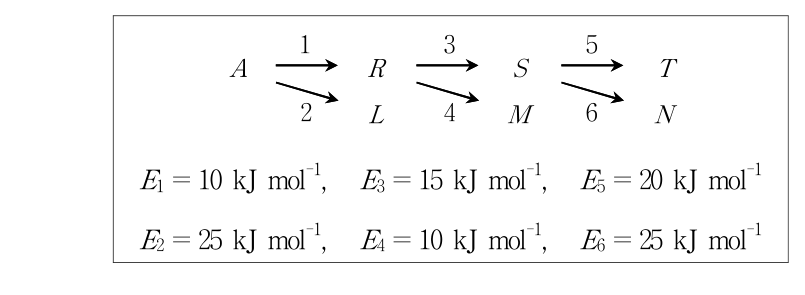 1 3 5
A R S T
2 L 4 M 6 N
E₁ = 10 kJ mol⁻¹, E₃ = 15 kJ mol⁻¹, E₅ = 20 kJ mol⁻¹
E₂ = 25 kJ mol⁻¹, E₄ = 10 kJ mol⁻¹, E₆ = 25 kJ mol⁻¹